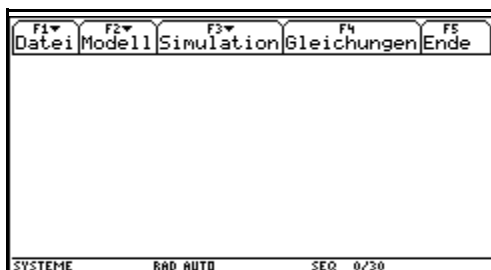 F1▾ F2▾ F3▾ F4 F5
Datei Modell Simulation Gleichungen Ende
SYSTEME RAD AUTO SEQ 0/30